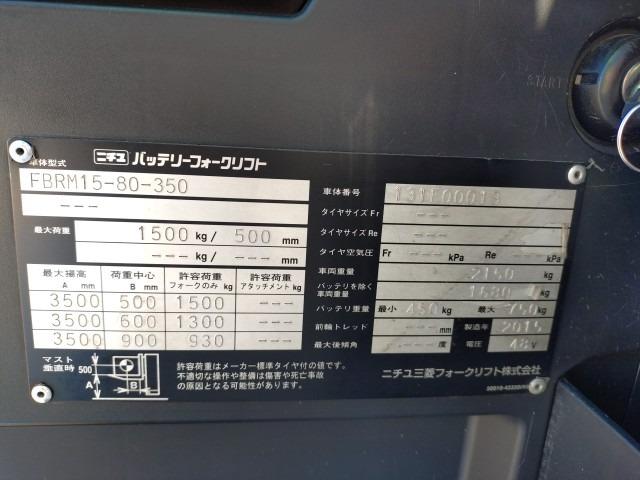 START
ニチユ バッテリーフォークリフト
車体型式
FBRM15-80-350
---
最大荷重 1500 kg/ 500 mm
--- kg/ --- mm
最大揚高 A mm 荷重中心 B mm 許容荷重 フォークのみ kg 許容荷重 アタッチメント kg
3500 500 1500 ---
3500 600 1300 ---
3500 900 930 ---
マスト垂直時 500 A B
許容荷重はメーカー標準タイヤ付の値です。
不適切な操作や整備は傷害や死亡事故
の原因となる可能性があります。
車体番号
タイヤサイズ Fr ---
タイヤサイズ Re ---
タイヤ空気圧 Fr --- kPa Re kPa
車両重量 2150 kg
バッテリを除く車両重量 kg
バッテリ重量 最小 450 kg 最大 750 kg
前輪トレッド --- mm 製造年 2015
最大後傾角 度 電圧 48 V
ニチユ三菱フォークリフト株式会社